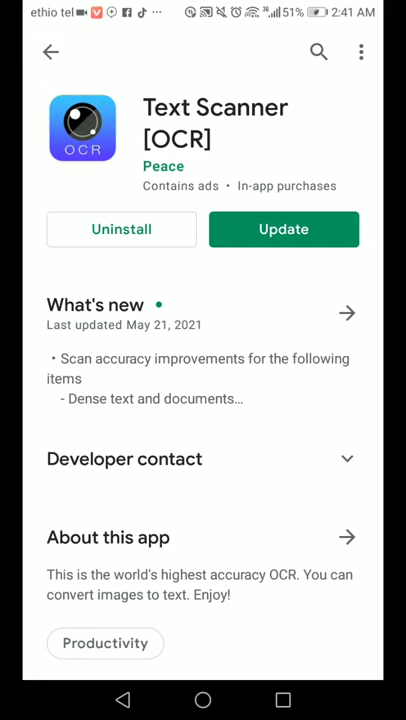 ethio tel 51% 2:41 AM
Text Scanner
[OCR]
OCR
Peace
Contains ads • In-app purchases
Uninstall
Update
What's new •
Last updated May 21, 2021
• Scan accuracy improvements for the following
items
- Dense text and documents…
Developer contact
About this app
This is the world's highest accuracy OCR. You can
convert images to text. Enjoy!
Productivity